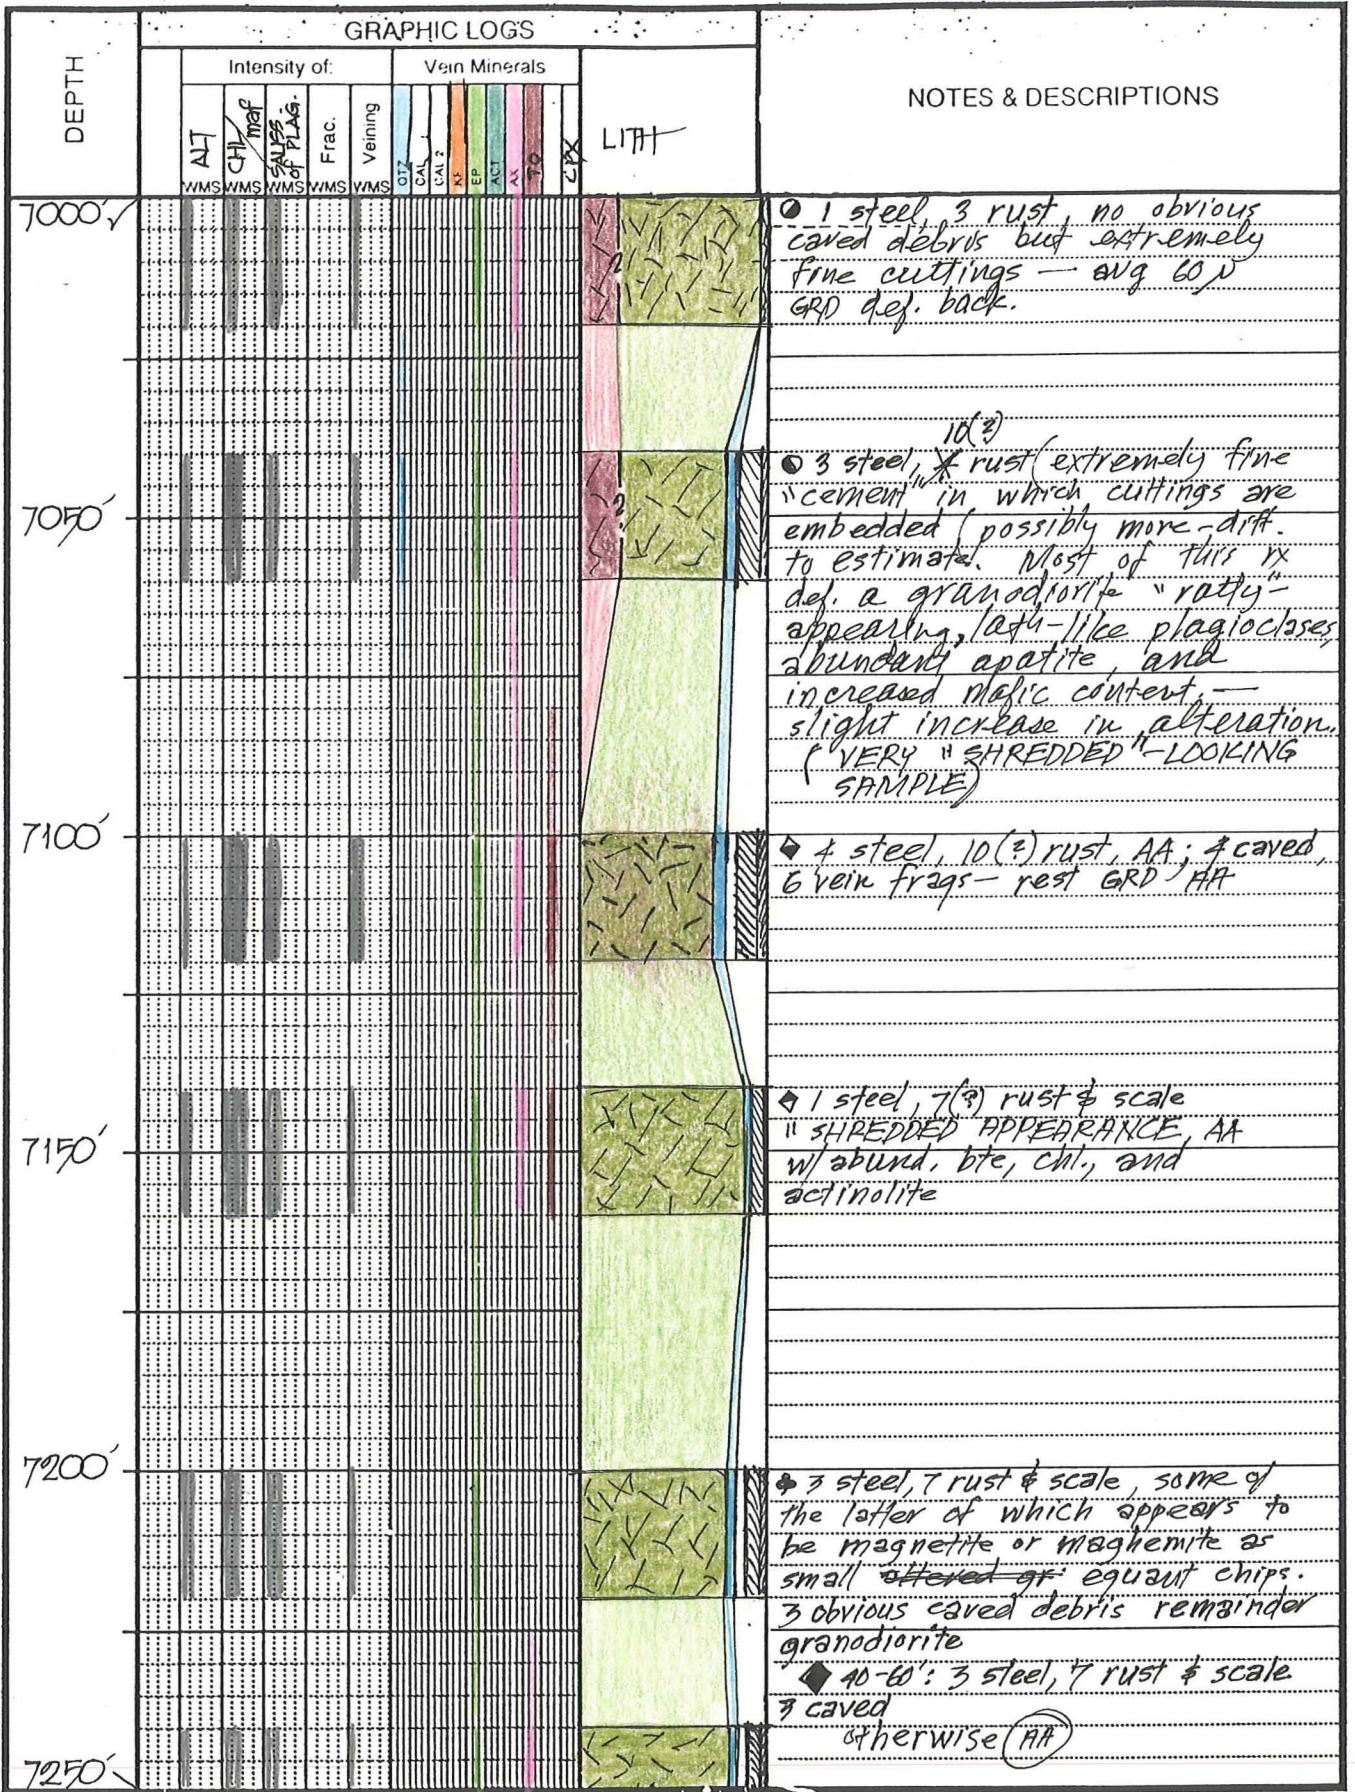 GRAPHIC LOGS
DEPTH
Intensity of:
Vein Minerals
NOTES & DESCRIPTIONS
ALT
CHL/maf
SAUSS. of PLAG.
Frac.
Veining
QTZ
CAL 1
CAL 2
KF
EP
ACT
AX
TO
CPX
LITH
WMS WMS WMS WMS WMS
7000'
1 steel, 3 rust, no obvious
caved debris but extremely
fine cuttings — avg 60 µ
GRD def. back.
10(?)
3 steel, rust (extremely fine
"cement" in which cuttings are
7050'
embedded (possibly more - diff.
to estimate. Most of this rx
def. a granodiorite "ratty"-
appearing, lath-like plagioclases,
abundant apatite, and
increased mafic content. —
slight increase in alteration.
(VERY "SHREDDED"-LOOKING
SAMPLE)
7100'
4 steel, 10(?) rust, AA; 4 caved,
6 vein frags — rest GRD AA
1 steel, 7(?) rust & scale
7150'
"SHREDDED APPEARANCE, AA
w/ abund. bte, chl., and
actinolite
7200'
3 steel, 7 rust & scale, some of
the latter of which appears to
be magnetite or maghemite as
small altered gr equant chips.
3 obvious caved debris remainder
granodiorite
40-60': 3 steel, 7 rust & scale
3 caved
otherwise AA
7250'
? ?